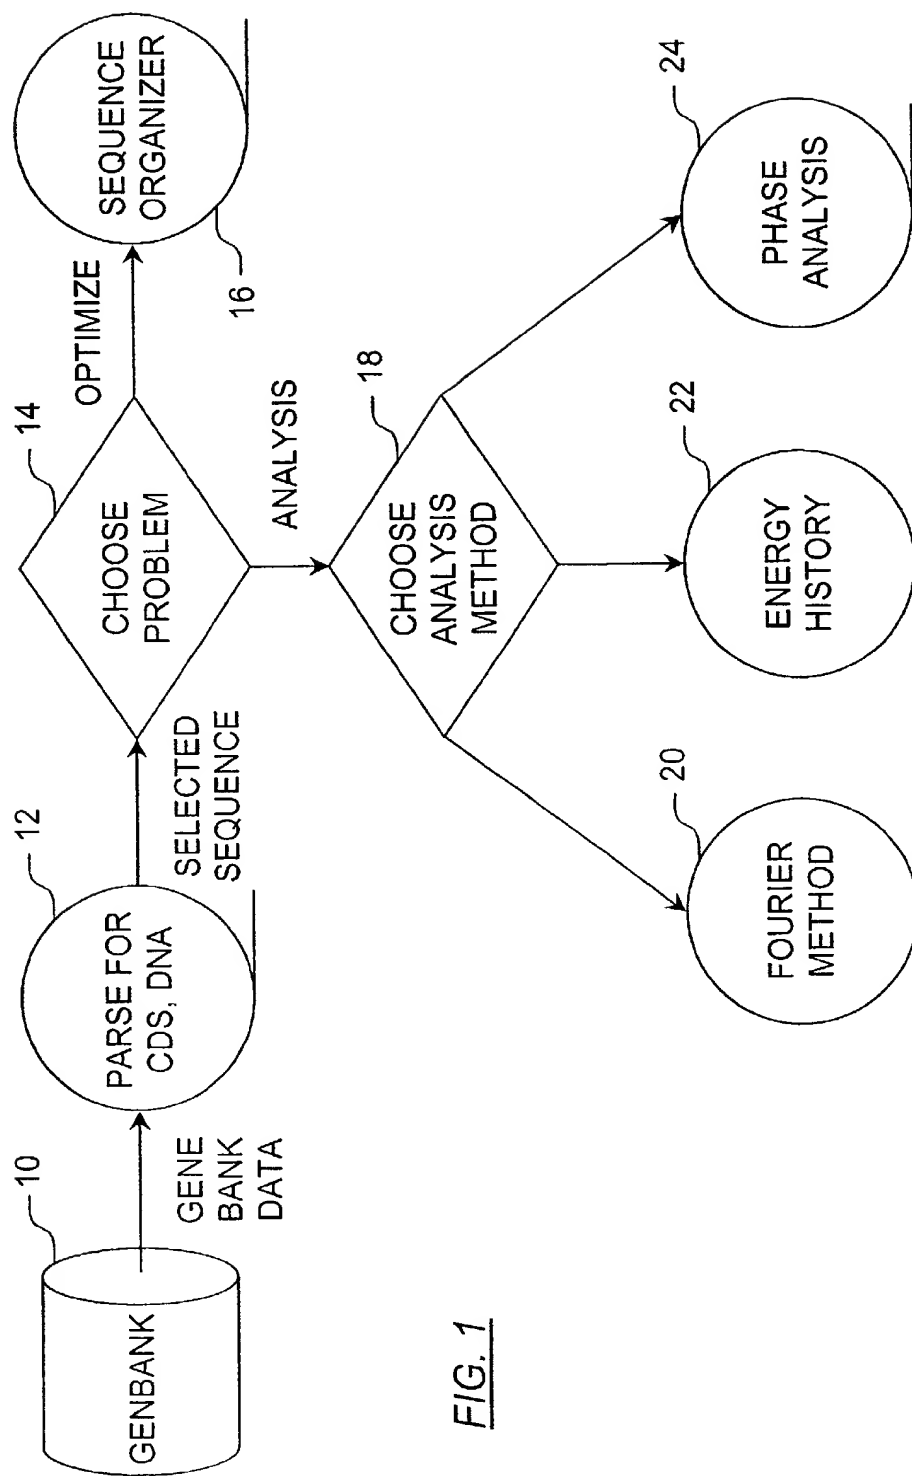 GENBANK
10
GENE
BANK
DATA
PARSE FOR
CDS, DNA
12
SELECTED
SEQUENCE
CHOOSE
PROBLEM
14
OPTIMIZE
SEQUENCE
ORGANIZER
16
ANALYSIS
CHOOSE
ANALYSIS
METHOD
18
FOURIER
METHOD
20
ENERGY
HISTORY
22
PHASE
ANALYSIS
24
FIG. 1